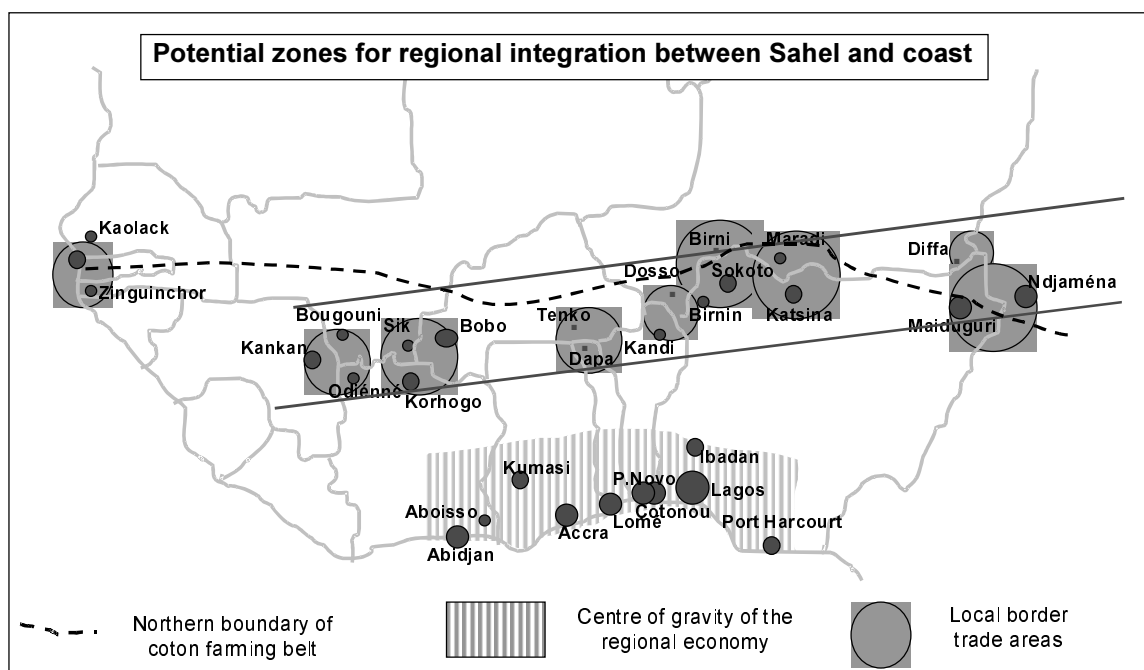 Potential zones for regional integration between Sahel and coast
Kaolack
Zinguinchor
Birni
Maradi
Diffa
Dosso
Sokoto
Ndjaména
Bougouni
Sik
Bobo
Tenko
Birnin
Katsina
Maiduguri
Kankan
Dapa
Kandi
Odiénné
Korhogo
Ibadan
Kumasi
P.Novo
Lagos
Aboisso
Cotonou
Lomé
Port Harcourt
Accra
Abidjan
Northern boundary of
coton farming belt
Centre of gravity of the
regional economy
Local border
trade areas